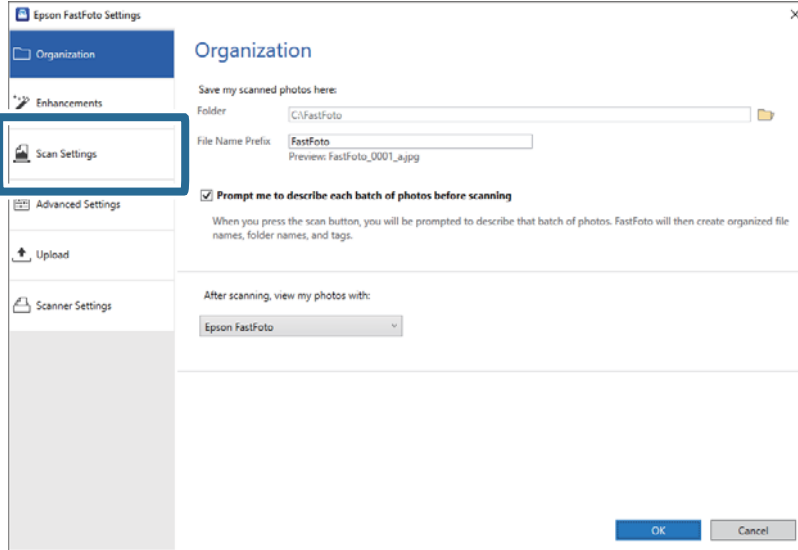 Epson FastFoto Settings
Organization
Enhancements
Scan Settings
Advanced Settings
Upload
Scanner Settings
Organization
Save my scanned photos here:
Folder
C:\FastFoto
File Name Prefix
FastFoto
Preview: FastFoto_0001_a.jpg
Prompt me to describe each batch of photos before scanning
When you press the scan button, you will be prompted to describe that batch of photos. FastFoto will then create organized file
names, folder names, and tags.
After scanning, view my photos with:
Epson FastFoto
OK
Cancel